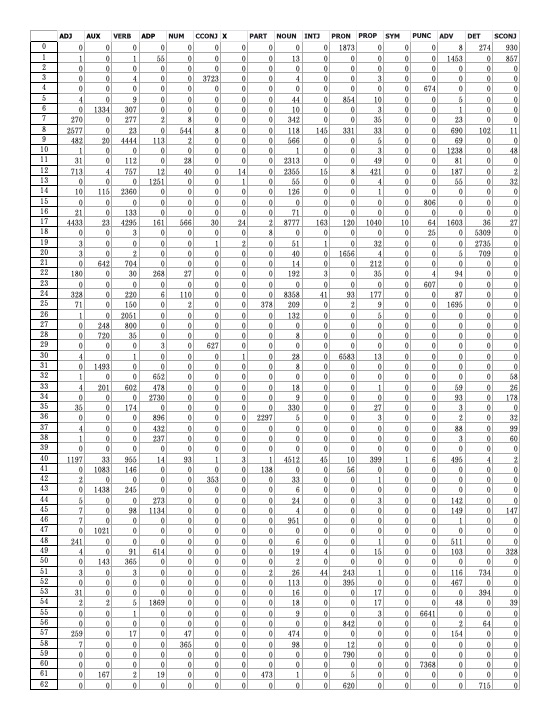 ADJ AUX VERB ADP NUM CCONJ X PART NOUN INTJ PRON PROP SYM PUNC ADV DET SCONJ
0 0 0 0 0 0 0 0 0 0 0 1873 0 0 0 8 274 930
1 1 0 1 55 0 0 0 0 13 0 0 0 0 0 1453 0 857
2 0 0 0 0 0 0 0 0 0 0 0 0 0 0 0 0 0
3 0 0 4 0 0 3723 0 0 4 0 0 3 0 0 0 0 0
4 0 0 0 0 0 0 0 0 0 0 0 0 0 674 0 0 0
5 4 0 9 0 0 0 0 0 44 0 854 10 0 0 5 0 0
6 0 1334 307 0 0 0 0 0 10 0 0 3 0 0 1 0 0
7 270 0 277 2 8 0 0 0 342 0 0 35 0 0 23 0 0
8 2577 0 23 0 544 8 0 0 118 145 331 33 0 0 690 102 11
9 482 20 4444 113 2 0 0 0 566 0 0 5 0 0 69 0 0
10 1 0 3 0 0 0 0 0 1 0 0 3 0 0 1238 0 48
11 31 0 112 0 28 0 0 0 2313 0 0 49 0 0 81 0 0
12 713 4 757 12 40 0 14 0 2355 15 8 421 0 0 187 0 2
13 0 0 0 1251 0 0 1 0 55 0 0 4 0 0 55 0 32
14 10 115 2360 0 0 0 0 0 126 0 0 1 0 0 0 0 0
15 0 0 0 0 0 0 0 0 0 0 0 0 0 806 0 0 0
16 21 0 133 0 0 0 0 0 71 0 0 0 0 0 0 0 0
17 4433 23 4295 161 566 30 24 2 8777 163 120 1040 10 64 1603 36 27
18 0 0 3 0 0 0 0 8 0 0 0 0 0 25 0 5309 0
19 3 0 0 0 0 1 2 0 51 1 0 32 0 0 0 2735 0
20 3 0 2 0 0 0 0 0 40 0 1656 4 0 0 5 709 0
21 0 642 704 0 0 0 0 0 14 0 0 212 0 0 0 0 0
22 180 0 30 268 27 0 0 0 192 3 0 35 0 4 94 0 0
23 0 0 0 0 0 0 0 0 0 0 0 0 0 607 0 0 0
24 328 0 220 6 110 0 0 0 8358 41 93 177 0 0 87 0 0
25 71 0 150 0 2 0 0 378 209 0 2 9 0 0 1695 0 0
26 1 0 2051 0 0 0 0 0 132 0 0 5 0 0 0 0 0
27 0 248 800 0 0 0 0 0 0 0 0 0 0 0 0 0 0
28 0 720 35 0 0 0 0 0 8 0 0 0 0 0 0 0 0
29 0 0 0 3 0 627 0 0 0 0 0 0 0 0 0 0 0
30 4 0 1 0 0 0 1 0 28 0 6583 13 0 0 0 0 0
31 0 1493 0 0 0 0 0 0 8 0 0 0 0 0 0 0 0
32 1 0 0 652 0 0 0 0 0 0 0 0 0 0 0 0 58
33 4 201 602 478 0 0 0 0 18 0 0 1 0 0 59 0 26
34 0 0 0 2730 0 0 0 0 9 0 0 0 0 0 93 0 178
35 35 0 174 0 0 0 0 0 330 0 0 27 0 0 3 0 0
36 0 0 0 896 0 0 0 2297 5 0 0 3 0 0 2 0 32
37 4 0 0 432 0 0 0 0 0 0 0 0 0 0 88 0 99
38 1 0 0 237 0 0 0 0 0 0 0 0 0 0 3 0 60
39 0 0 0 0 0 0 0 0 0 0 0 0 0 0 0 0 0
40 1197 33 955 14 93 1 3 1 4512 45 10 399 1 6 495 4 2
41 0 1083 146 0 0 0 0 138 0 0 56 0 0 0 0 0 0
42 2 0 0 0 0 353 0 0 33 0 0 1 0 0 0 0 0
43 0 1438 245 0 0 0 0 0 6 0 0 0 0 0 0 0 0
44 5 0 0 273 0 0 0 0 24 0 0 3 0 0 142 0 0
45 7 0 98 1134 0 0 0 0 4 0 0 0 0 0 149 0 147
46 7 0 0 0 0 0 0 0 951 0 0 0 0 0 1 0 0
47 0 1021 0 0 0 0 0 0 0 0 0 0 0 0 0 0 0
48 241 0 0 0 0 0 0 0 6 0 0 1 0 0 511 0 0
49 4 0 91 614 0 0 0 0 19 4 0 15 0 0 103 0 328
50 0 143 365 0 0 0 0 0 2 0 0 0 0 0 0 0 0
51 3 0 3 0 0 0 0 2 26 44 243 1 0 0 116 734 0
52 0 0 0 0 0 0 0 0 113 0 395 0 0 0 467 0 0
53 31 0 0 0 0 0 0 0 16 0 0 17 0 0 0 394 0
54 2 2 5 1869 0 0 0 0 18 0 0 17 0 0 48 0 39
55 0 0 1 0 0 0 0 0 9 0 0 3 0 6641 0 0 0
56 0 0 0 0 0 0 0 0 0 0 842 0 0 0 2 64 0
57 259 0 17 0 47 0 0 0 474 0 0 0 0 0 154 0 0
58 7 0 0 0 365 0 0 0 98 0 12 0 0 0 0 0 0
59 0 0 0 0 0 0 0 0 0 0 790 0 0 0 0 0 0
60 0 0 0 0 0 0 0 0 0 0 0 0 0 7368 0 0 0
61 0 167 2 19 0 0 0 473 1 0 5 0 0 0 0 0 0
62 0 0 0 0 0 0 0 0 0 0 620 0 0 0 0 715 0